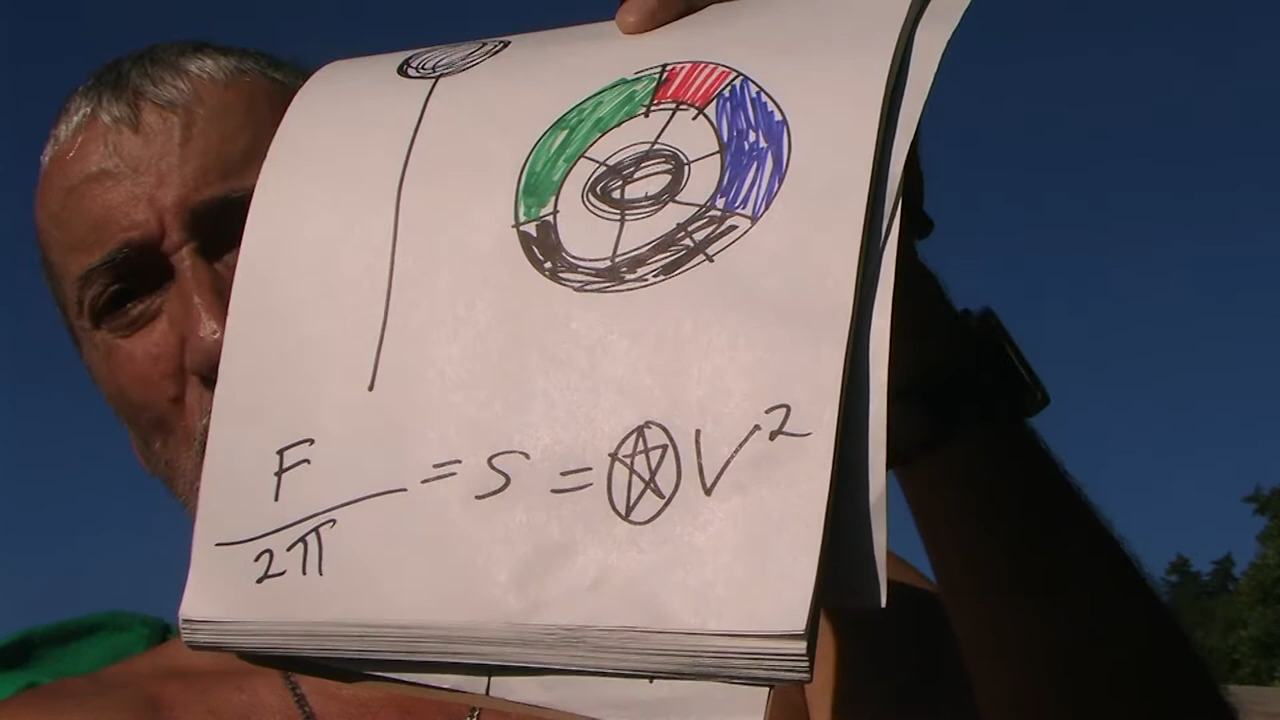 F/2π = S = ⛤ V²